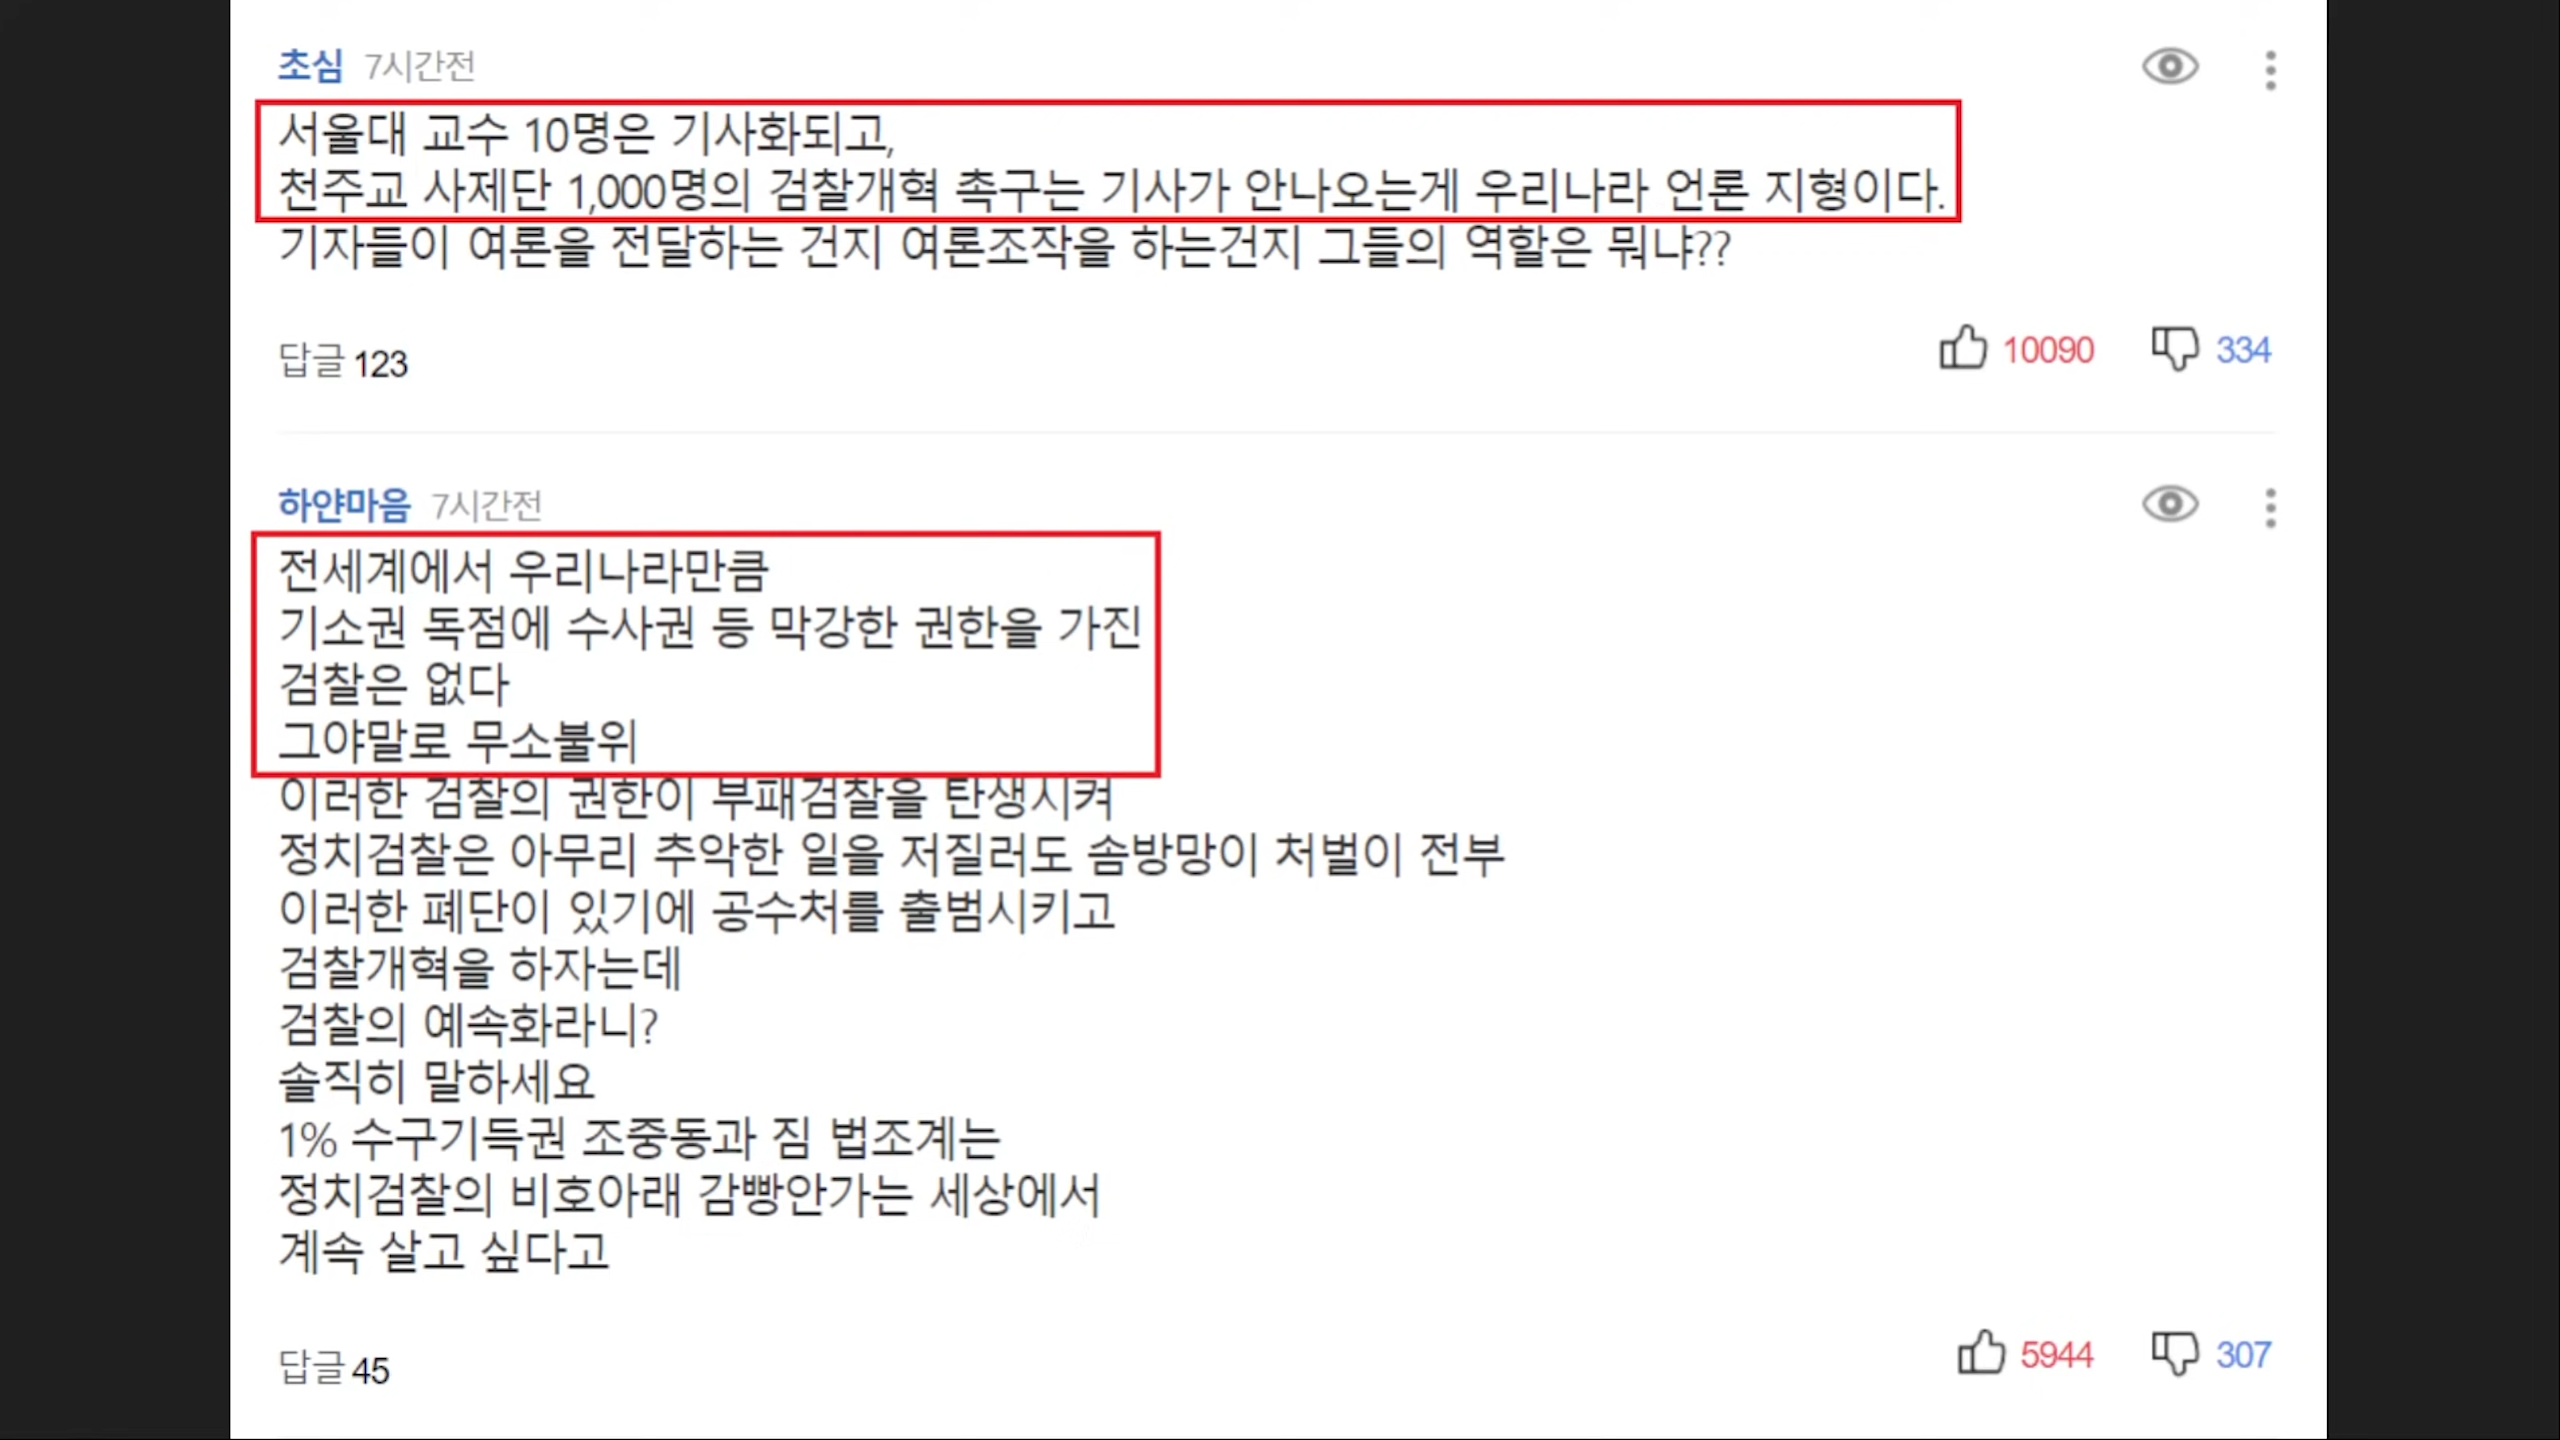 초심 7시간전
서울대 교수 10명은 기사화되고,
천주교 사제단 1,000명의 검찰개혁 촉구는 기사가 안나오는게 우리나라 언론 지형이다.
기자들이 여론을 전달하는 건지 여론조작을 하는건지 그들의 역할은 뭐냐??
답글 123
10090 334
하얀마음 7시간전
전세계에서 우리나라만큼
기소권 독점에 수사권 등 막강한 권한을 가진
검찰은 없다
그야말로 무소불위
이러한 검찰의 권한이 부패검찰을 탄생시켜
정치검찰은 아무리 추악한 일을 저질러도 솜방망이 처벌이 전부
이러한 폐단이 있기에 공수처를 출범시키고
검찰개혁을 하자는데
검찰의 예속화라니?
솔직히 말하세요
1% 수구기득권 조중동과 짐 법조계는
정치검찰의 비호아래 감빵안가는 세상에서
계속 살고 싶다고
답글 45
5944 307